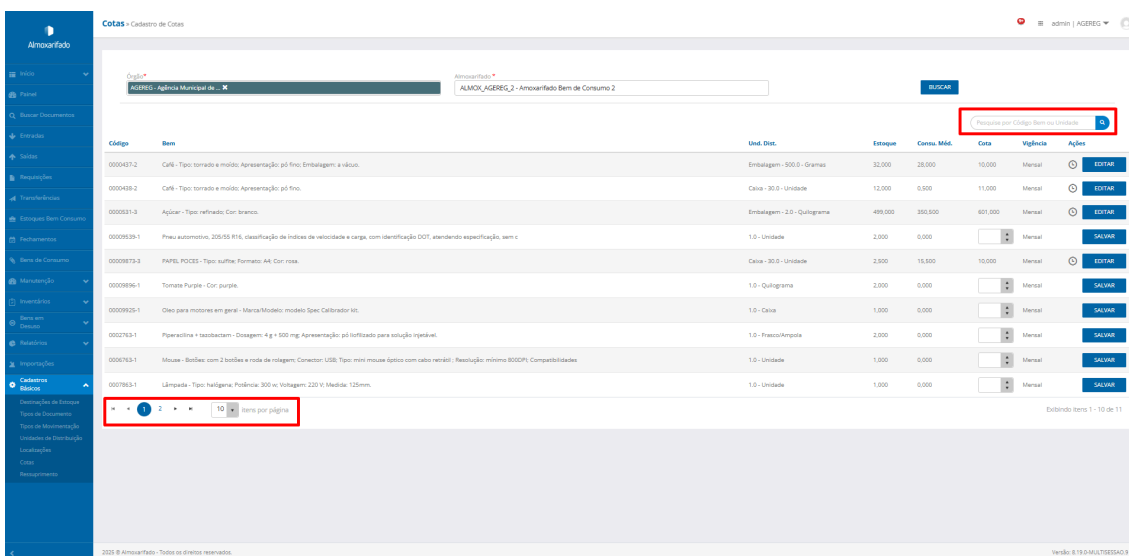 Cotas » Cadastro de Cotas
admin | AGEREG
Almoxarifado
Início
Painel
Buscar Documentos
Entradas
Saídas
Requisições
Transferências
Estoques Bem Consumo
Fechamentos
Bens de Consumo
Manutenção
Inventários
Bens em Desuso
Relatórios
Importações
Cadastros Básicos
Destinações de Estoque
Tipos de Documento
Tipos de Movimentação
Unidades de Distribuição
Localizações
Cotas
Ressuprimento
Órgão*
Almoxarifado *
AGEREG - Agência Municipal de ... ✖
ALMOX_AGEREG_2 - Amoxarifado Bem de Consumo 2
BUSCAR
Pesquise por Código Bem ou Unidade
Código Bem Und. Dist. Estoque Consu. Méd. Cota Vigência Ações
0000437-2 Café - Tipo: torrado e moído; Apresentação: pó fino; Embalagem: a vácuo. Embalagem - 500.0 - Gramas 32,000 28,000 10,000 Mensal EDITAR
0000438-2 Café - Tipo: torrado e moído; Apresentação: pó fino. Caixa - 30.0 - Unidade 12,000 0,500 11,000 Mensal EDITAR
0000531-3 Açúcar - Tipo: refinado; Cor: branco. Embalagem - 2.0 - Quilograma 499,000 350,500 601,000 Mensal EDITAR
00009539-1 Pneu automotivo, 205/55 R16, classificação de índices de velocidade e carga, com identificação DOT, atendendo especificação, sem c 1.0 - Unidade 2,000 0,000 Mensal SALVAR
00009873-3 PAPEL POCES - Tipo: sulfite; Formato: A4; Cor: rosa. Caixa - 30.0 - Unidade 2,500 15,500 10,000 Mensal EDITAR
00009896-1 Tomate Purple - Cor: purple. 1.0 - Quilograma 2,000 0,000 Mensal SALVAR
00009925-1 Oleo para motores em geral - Marca/Modelo: modelo Spec Calibrador kit. 1.0 - Caixa 1,000 0,000 Mensal SALVAR
0002763-1 Piperacilina + tazobactam - Dosagem: 4 g + 500 mg; Apresentação: pó liofilizado para solução injetável. 1.0 - Frasco/Ampola 2,000 0,000 Mensal SALVAR
0006763-1 Mouse - Botões: com 2 botões e roda de rolagem; Conector: USB; Tipo: mini mouse óptico com cabo retrátil ; Resolução: mínimo 800DPI; Compatibilidades 1.0 - Unidade 1,000 0,000 Mensal SALVAR
0007863-1 Lâmpada - Tipo: halógena; Potência: 300 w; Voltagem: 220 V; Medida: 125mm. 1.0 - Unidade 1,000 0,000 Mensal SALVAR
1 2 10 itens por página
Exibindo itens 1 - 10 de 11
2025 © Almoxarifado - Todos os direitos reservados.
Versão: 8.19.0-MULTISESSAO.9